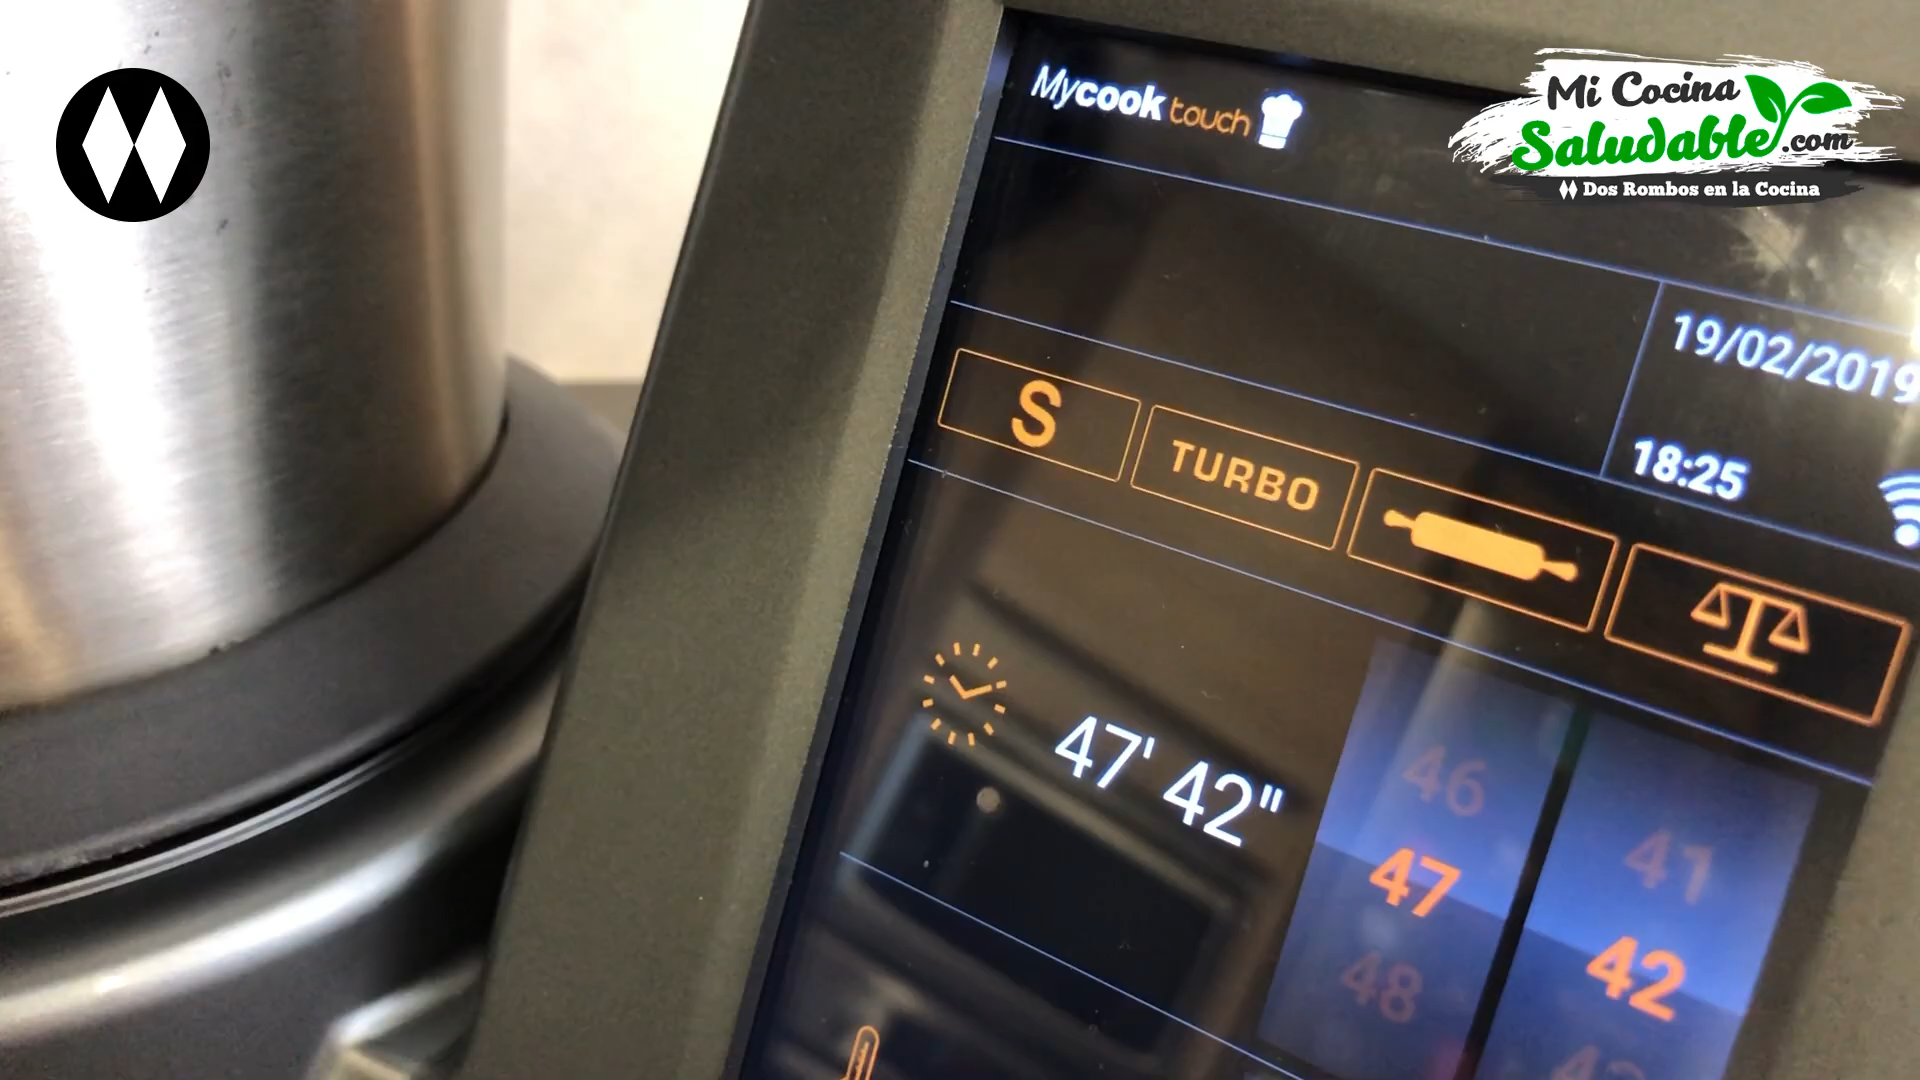 Mycook touch
Mi Cocina
Saludable.com
Dos Rombos en la Cocina
19/02/2019
18:25
S
TURBO
47' 42"
46
47
48
41
42